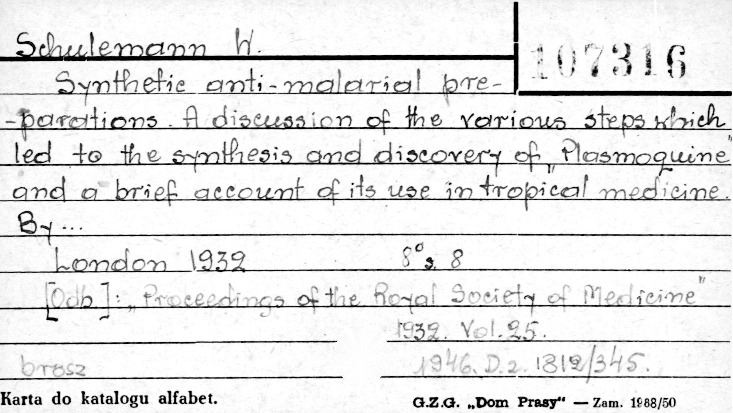 Schulemann W.
107316
Synthetic anti-malarial pre-
-parations. A discussion of the various steps which
led to the synthesis and discovery of „Plasmoquine”
and a brief account of its use in tropical medicine.
By...
London 1932 8° s. 8
[Odb]: „Proceedings of the Royal Society of Medicine”
1932. Vol. 25.
brosz 1946. D. 2. 1812/345.
Karta do katalogu alfabet. G.Z.G. „Dom Prasy“ — Zam. 1988/50